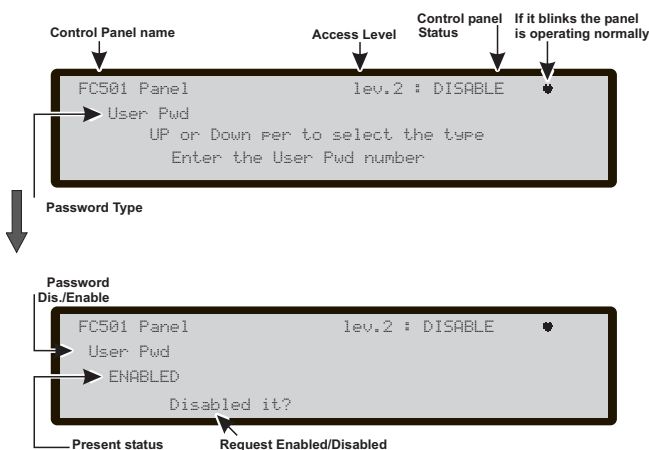 Control Panel name
Access Level
Control panel Status
If it blinks the panel is operating normally
FC501 Panel lev.2 : DISABLE
User Pwd
UP or Down per to select the type
Enter the User Pwd number
Password Type
Password Dis./Enable
FC501 Panel lev.2 : DISABLE
User Pwd
ENABLED
Disabled it?
Present status
Request Enabled/Disabled